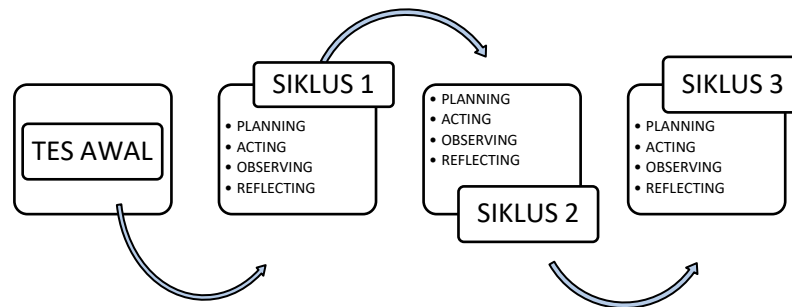 TES AWAL
SIKLUS 1
• PLANNING
• ACTING
• OBSERVING
• REFLECTING
• PLANNING
• ACTING
• OBSERVING
• REFLECTING
SIKLUS 2
SIKLUS 3
• PLANNING
• ACTING
• OBSERVING
• REFLECTING